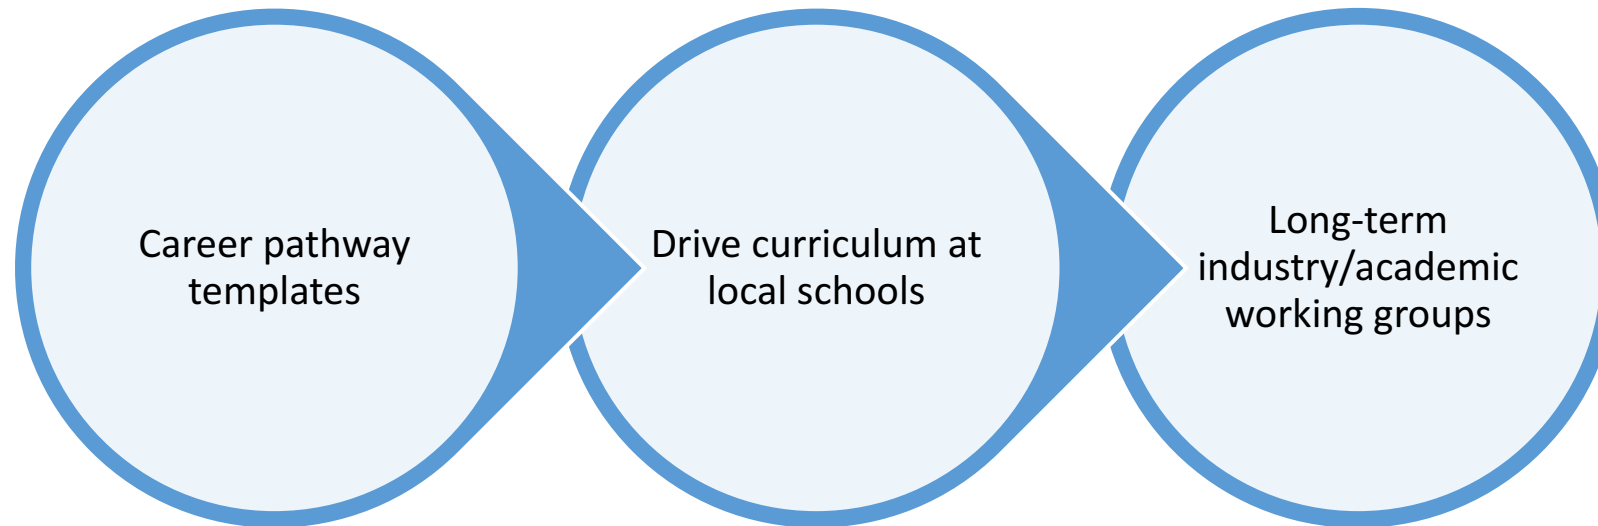 Career pathway
templates
Drive curriculum at
local schools
Long-term
industry/academic
working groups